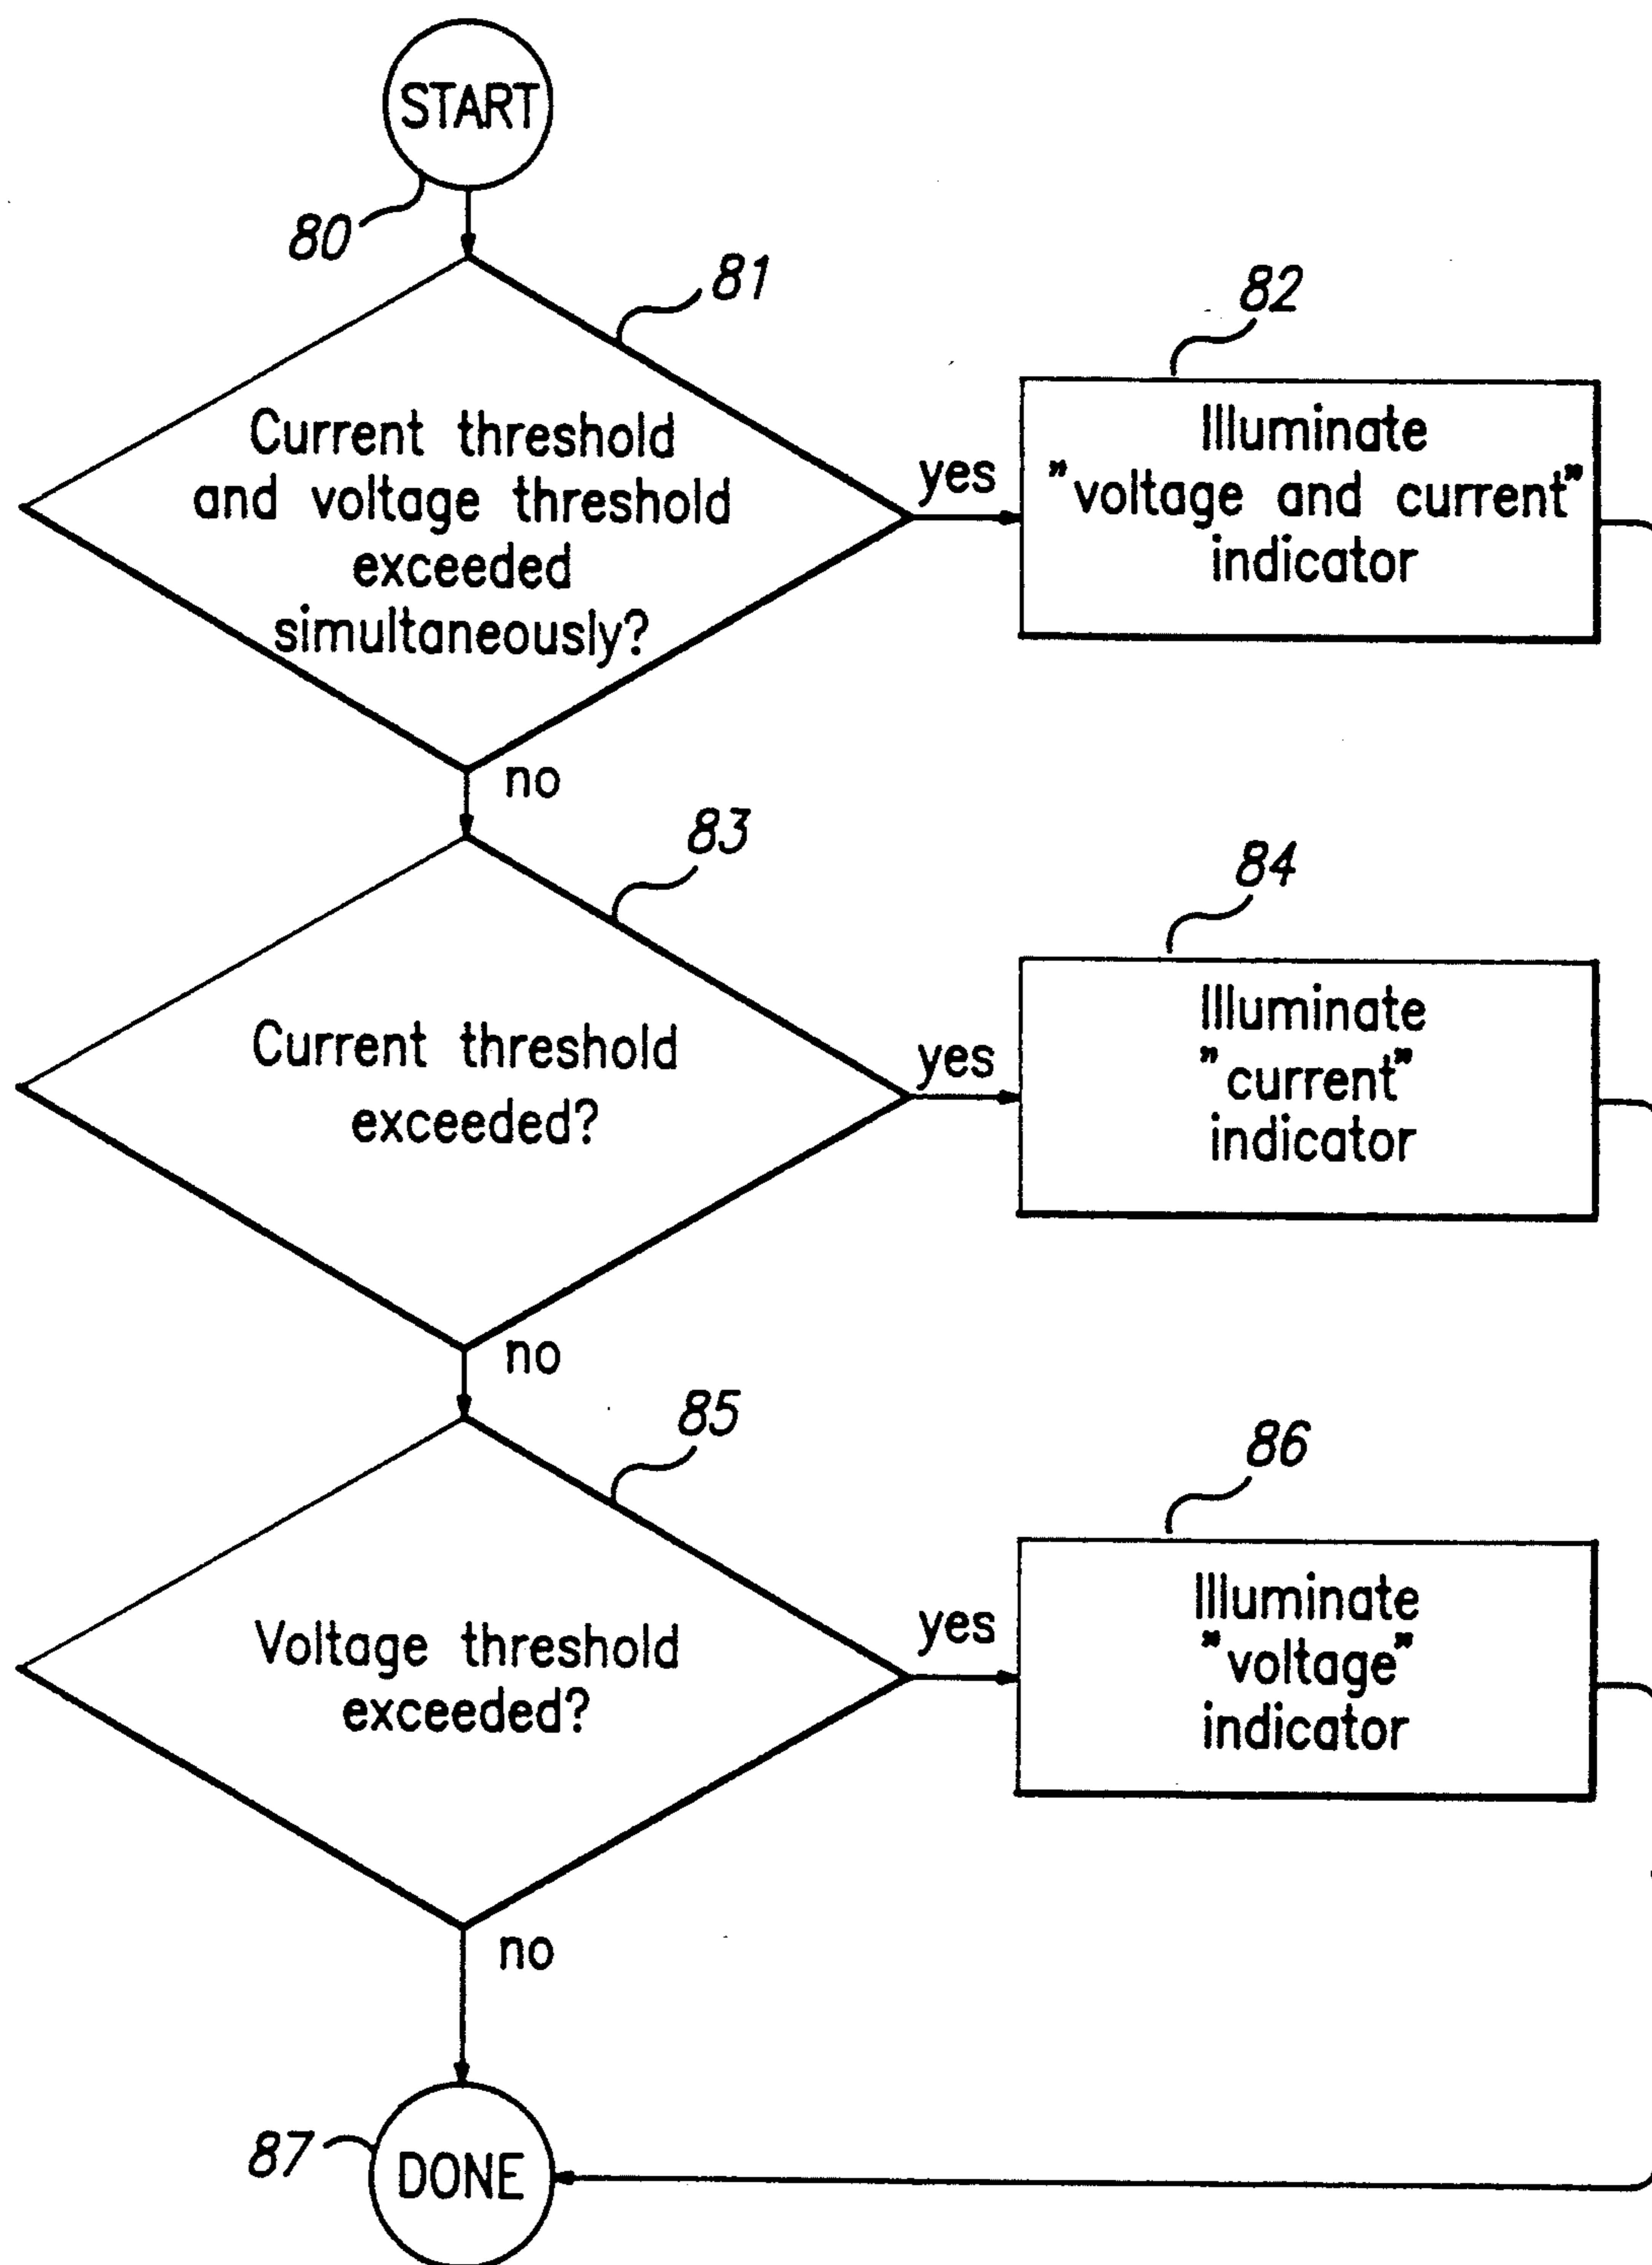 START
80
81
82
Current threshold
and voltage threshold
exceeded
simultaneously?
yes
Illuminate
"voltage and current"
indicator
no
83
84
Current threshold
exceeded?
yes
Illuminate
"current"
indicator
no
85
86
Voltage threshold
exceeded?
yes
Illuminate
"voltage"
indicator
no
87
DONE